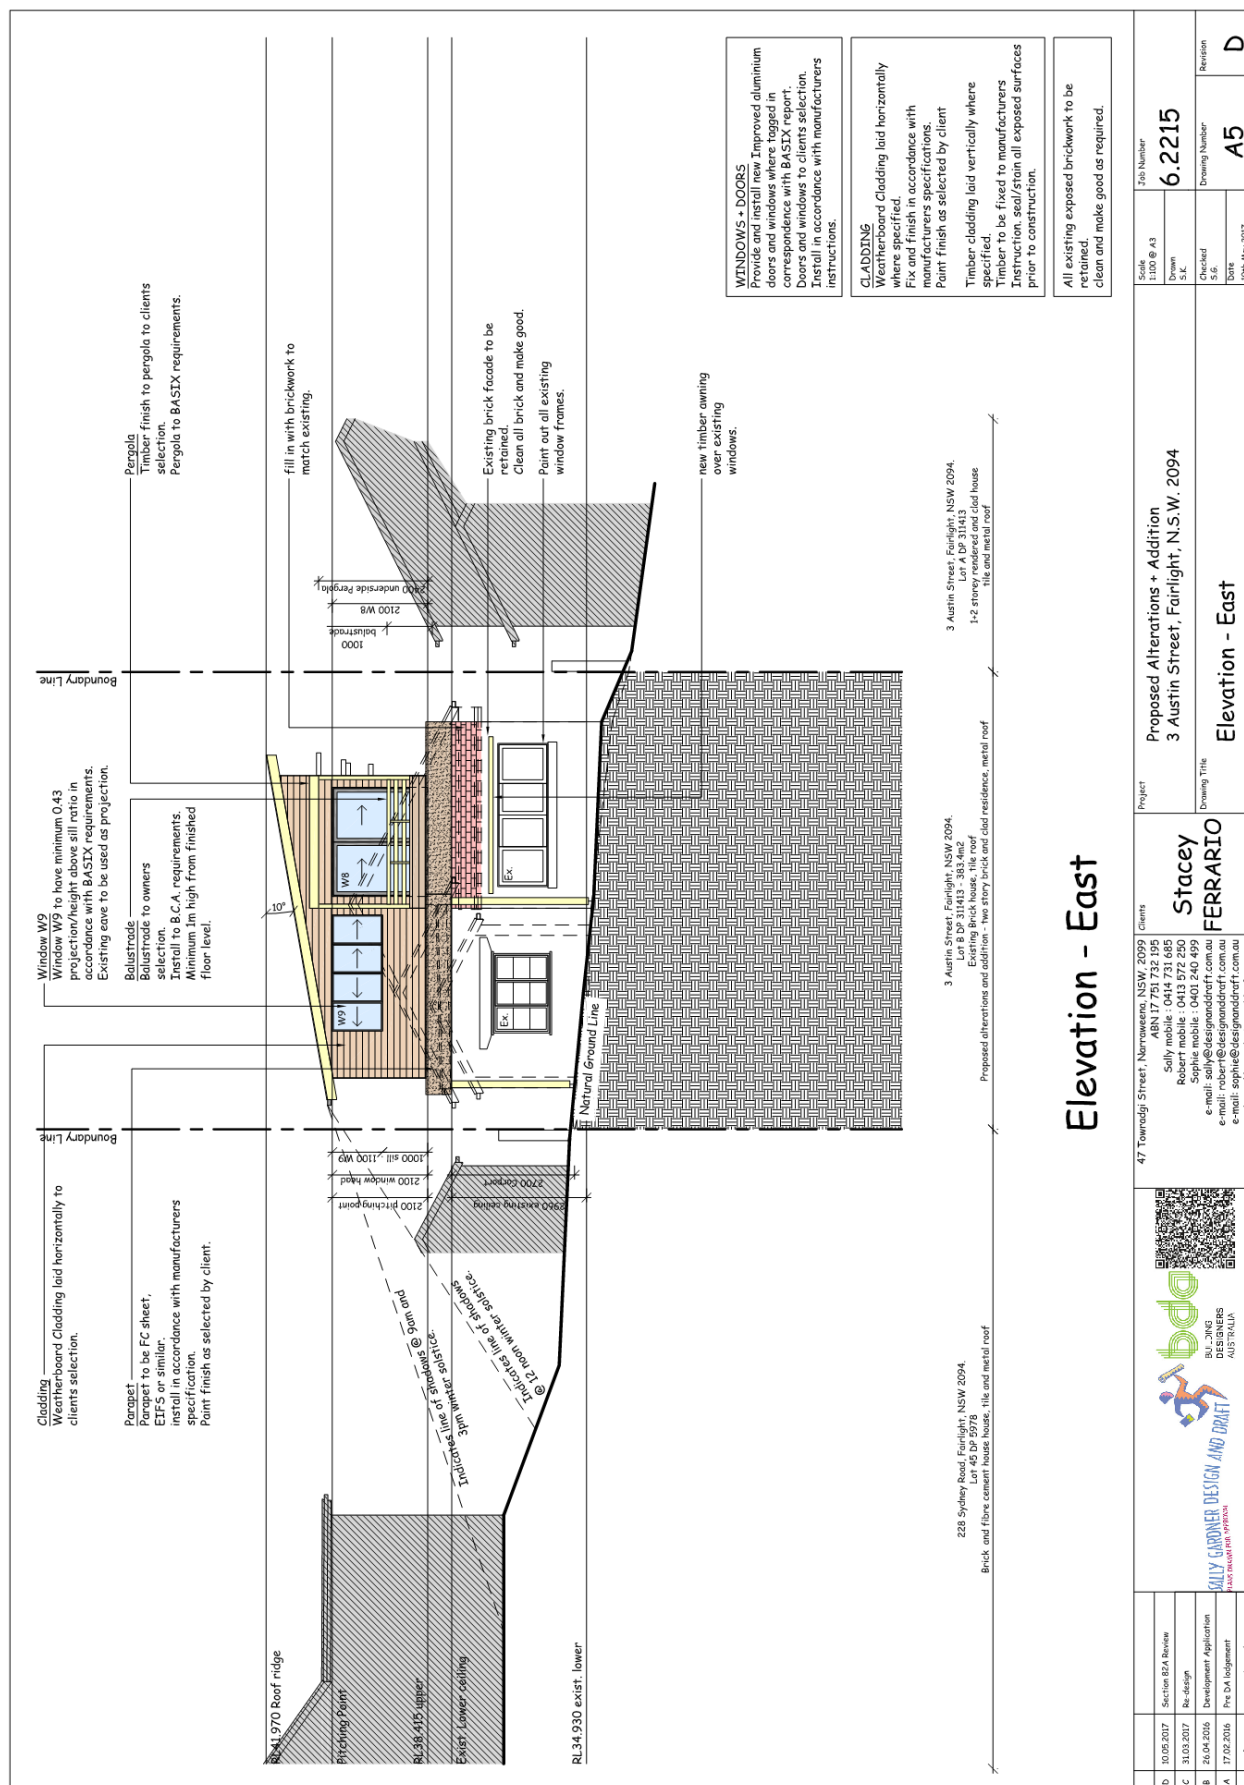 Cladding
Weatherboard Cladding laid horizontally to
clients selection.
Parapet
Parapet to be FC sheet,
EIFS or similar.
install in accordance with manufacturers
specification.
Paint finish as selected by client.
Window W9
Window W9 to have minimum 0.43
projection/height above sill ratio in
accordance with BASIX requirements.
Existing eave to be used as projection.
Balustrade
Balustrade to owners
selection.
Install to B.C.A. requirements.
Minimum 1m high from finished
floor level.
Pergola
Timber finish to pergola to clients
selection.
Pergola to BASIX requirements.
fill in with brickwork to
match existing.
Existing brick facade to be
retained.
Clean all brick and make good.
Paint out all existing
window frames.
new timber awning
over existing
windows.
Boundary Line
Boundary Line
RL41.970 Roof ridge
Pitching Point
RL38.415 upper
Exist Lower ceiling
RL34.930 exist. lower
Indicates line of shadows @ 9am and
3pm winter solstice.
Indicates line of shadows
@ 12 noon winter solstice.
1000 sill
1100 W9
2100 window head
2100 pitching point
2700 Carport
2960 existing ceiling
10°
W9
W8
Ex.
Ex.
Natural Ground Line
1000
balustrade
2100 W8
2400 underside Pergola
228 Sydney Road, Fairlight, NSW 2094.
Lot 45 DP 5978
Brick and fibre cement house house, tile and metal roof
3 Austin Street, Fairlight, NSW 2094.
Lot B DP 311413 - 383.4m2
Existing Brick house, tile roof
Proposed alterations and addition - two story brick and clad residence, metal roof
3 Austin Street, Fairlight, NSW 2094.
Lot A DP 311413
1+2 storey rendered and clad house
tile and metal roof
WINDOWS + DOORS
Provide and install new Improved aluminium
doors and windows where tagged in
correspondence with BASIX report.
Doors and windows to clients selection.
Install in accordance with manufacturers
instructions.
CLADDING
Weatherboard Cladding laid horizontally
where specified.
Fix and finish in accordance with
manufacturers specifications.
Paint finish as selected by client
Timber cladding laid vertically where
specified.
Timber to be fixed to manufacturers
Instruction. seal/stain all exposed surfaces
prior to construction.
All existing exposed brickwork to be
retained.
clean and make good as required.
Elevation - East
D 10.05.2017 Section 82A Review
C 31.03.2017 Re-design
B 26.04.2016 Development Application
A 17.02.2016 Pre DA lodgement
SALLY GARDNER DESIGN AND DRAFT
bda
BUILDING
DESIGNERS
AUSTRALIA
47 Towradgi Street, Narraweena, NSW, 2099
ABN 17 751 732 195
Sally mobile : 0414 731 685
Robert mobile : 0413 572 250
Sophie mobile : 0401 240 499
e-mail: sally@designanddraft.com.au
e-mail: robert@designanddraft.com.au
e-mail: sophie@designanddraft.com.au
Clients
Stacey
FERRARIO
Project
Proposed Alterations + Addition
3 Austin Street, Fairlight, N.S.W. 2094
Drawing Title
Elevation - East
Scale
1:100 @ A3
Drawn
S.K.
Checked
S.G.
Date
Job Number
6.2215
Drawing Number
A5
Revision
D